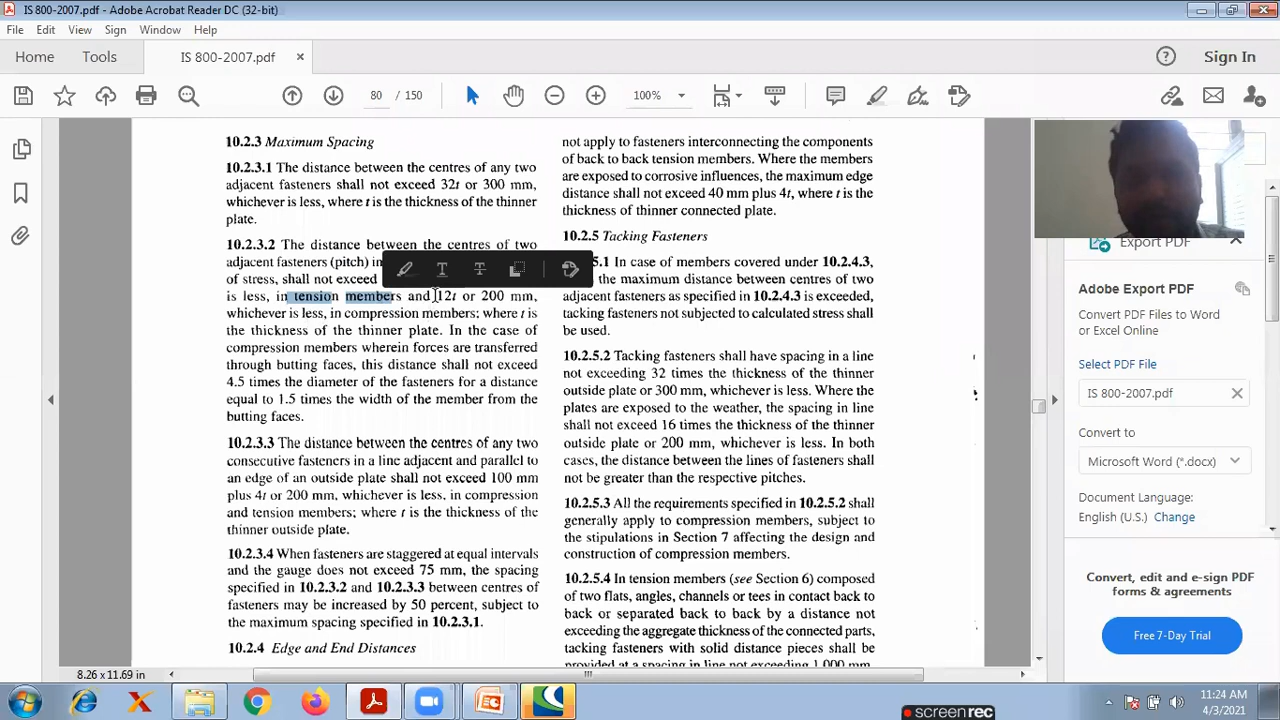 IS 800-2007.pdf - Adobe Acrobat Reader DC (32-bit)
File Edit View Sign Window Help
Home Tools IS 800-2007.pdf Sign In
80 / 150 100%
10.2.3 Maximum Spacing
10.2.3.1 The distance between the centres of any two
adjacent fasteners shall not exceed 32t or 300 mm,
whichever is less, where t is the thickness of the thinner
plate.
10.2.3.2 The distance between the centres of two
adjacent fasteners (pitch) in
of stress, shall not exceed
is less, in tension members and 12t or 200 mm,
whichever is less, in compression members; where t is
the thickness of the thinner plate. In the case of
compression members wherein forces are transferred
through butting faces, this distance shall not exceed
4.5 times the diameter of the fasteners for a distance
equal to 1.5 times the width of the member from the
butting faces.
10.2.3.3 The distance between the centres of any two
consecutive fasteners in a line adjacent and parallel to
an edge of an outside plate shall not exceed 100 mm
plus 4t or 200 mm, whichever is less, in compression
and tension members; where t is the thickness of the
thinner outside plate.
10.2.3.4 When fasteners are staggered at equal intervals
and the gauge does not exceed 75 mm, the spacing
specified in 10.2.3.2 and 10.2.3.3 between centres of
fasteners may be increased by 50 percent, subject to
the maximum spacing specified in 10.2.3.1.
10.2.4 Edge and End Distances
not apply to fasteners interconnecting the components
of back to back tension members. Where the members
are exposed to corrosive influences, the maximum edge
distance shall not exceed 40 mm plus 4t, where t is the
thickness of thinner connected plate.
10.2.5 Tacking Fasteners
5.1 In case of members covered under 10.2.4.3,
the maximum distance between centres of two
adjacent fasteners as specified in 10.2.4.3 is exceeded,
tacking fasteners not subjected to calculated stress shall
be used.
10.2.5.2 Tacking fasteners shall have spacing in a line
not exceeding 32 times the thickness of the thinner
outside plate or 300 mm, whichever is less. Where the
plates are exposed to the weather, the spacing in line
shall not exceed 16 times the thickness of the thinner
outside plate or 200 mm, whichever is less. In both
cases, the distance between the lines of fasteners shall
not be greater than the respective pitches.
10.2.5.3 All the requirements specified in 10.2.5.2 shall
generally apply to compression members, subject to
the stipulations in Section 7 affecting the design and
construction of compression members.
10.2.5.4 In tension members (see Section 6) composed
of two flats, angles, channels or tees in contact back to
back or separated back to back by a distance not
exceeding the aggregate thickness of the connected parts,
tacking fasteners with solid distance pieces shall be
provided at a spacing in line not exceeding 1 000 mm.
Export PDF
Adobe Export PDF
Convert PDF Files to Word
or Excel Online
Select PDF File
IS 800-2007.pdf
Convert to
Microsoft Word (*.docx)
Document Language:
English (U.S.) Change
Convert, edit and e-sign PDF
forms & agreements
Free 7-Day Trial
8.26 x 11.69 in
11:24 AM
4/3/2021
screenrec